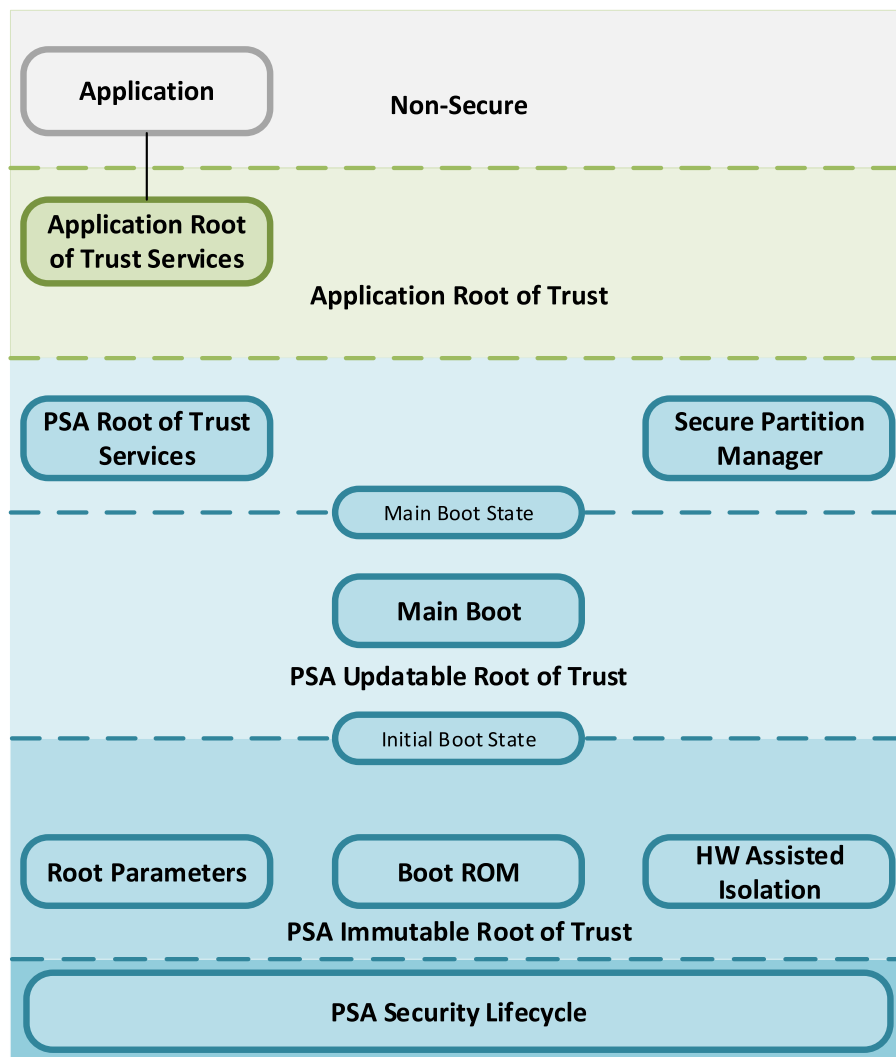 Application
Non-Secure
Application Root
of Trust Services
Application Root of Trust
PSA Root of Trust
Services
Secure Partition
Manager
Main Boot State
Main Boot
PSA Updatable Root of Trust
Initial Boot State
Root Parameters
Boot ROM
HW Assisted
Isolation
PSA Immutable Root of Trust
PSA Security Lifecycle